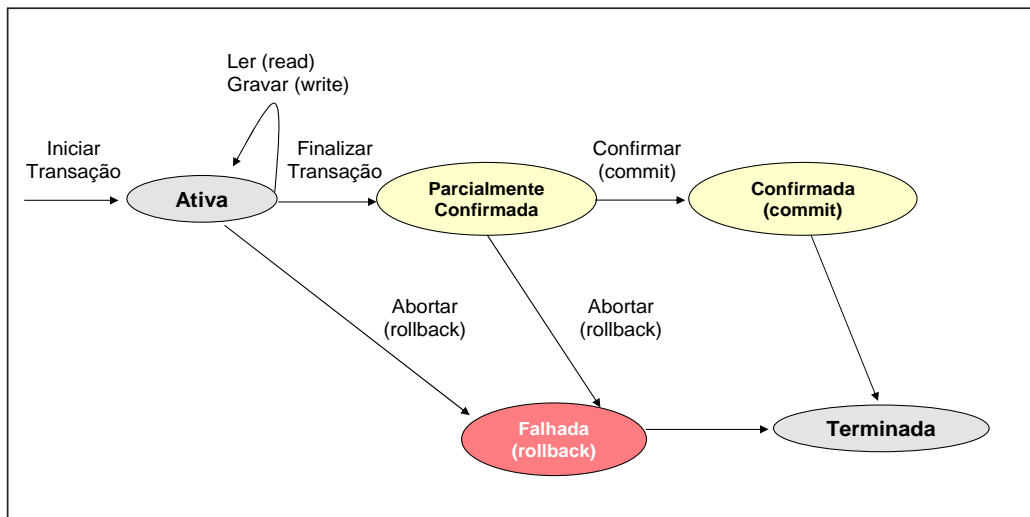 Ler (read)
Gravar (write)
Iniciar
Transação
Finalizar
Transação
Confirmar
(commit)
Ativa
Parcialmente
Confirmada
Confirmada
(commit)
Abortar
(rollback)
Abortar
(rollback)
Falhada
(rollback)
Terminada